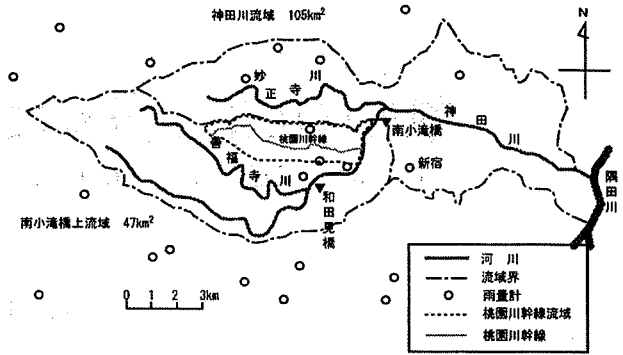 神田川流域 105km²
N
妙正寺川
神田川
桃園川幹線
南小滝橋
善福寺川
新宿
隅田川
和田見橋
南小滝橋上流域 47km²
0 1 2 3km
河川
流域界
雨量計
桃園川幹線流域
桃園川幹線